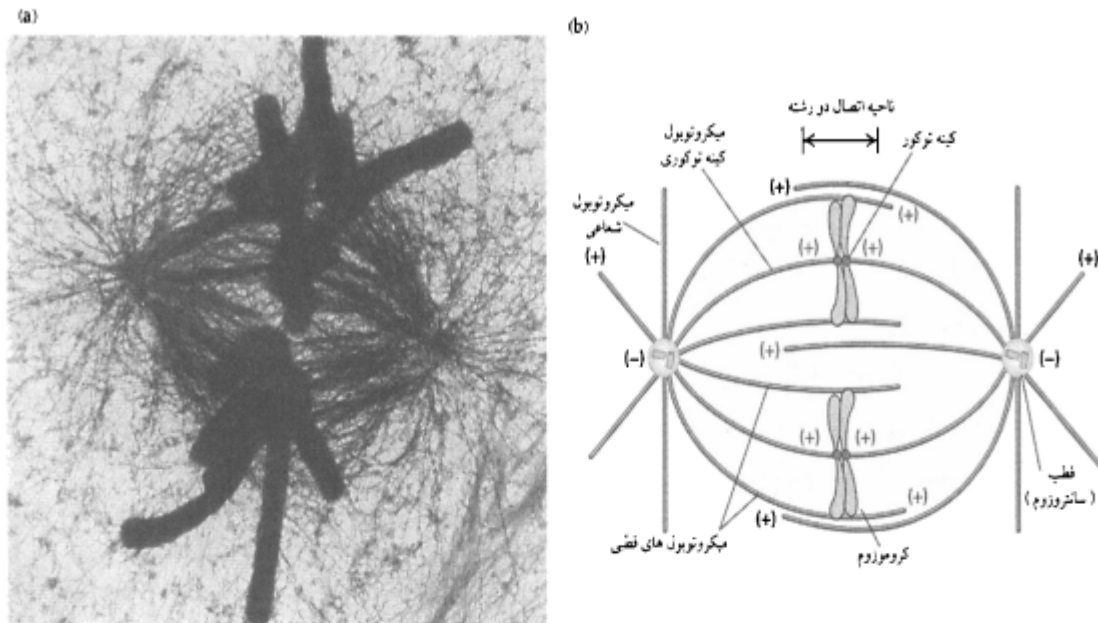 (a)
(b)
ناحیه اتصال دو رشته
میکروتوبول
کینه توکوری
کینه توکور
میکروتوبول
شعاعی
(+)
(+)
(+)
(+)
(+)
(+)
(+)
(−)
(−)
(+)
(+)
(+)
(+)
(+)
قطب
(سانتروزوم)
میکروتوبول های قطبی
کروموزوم